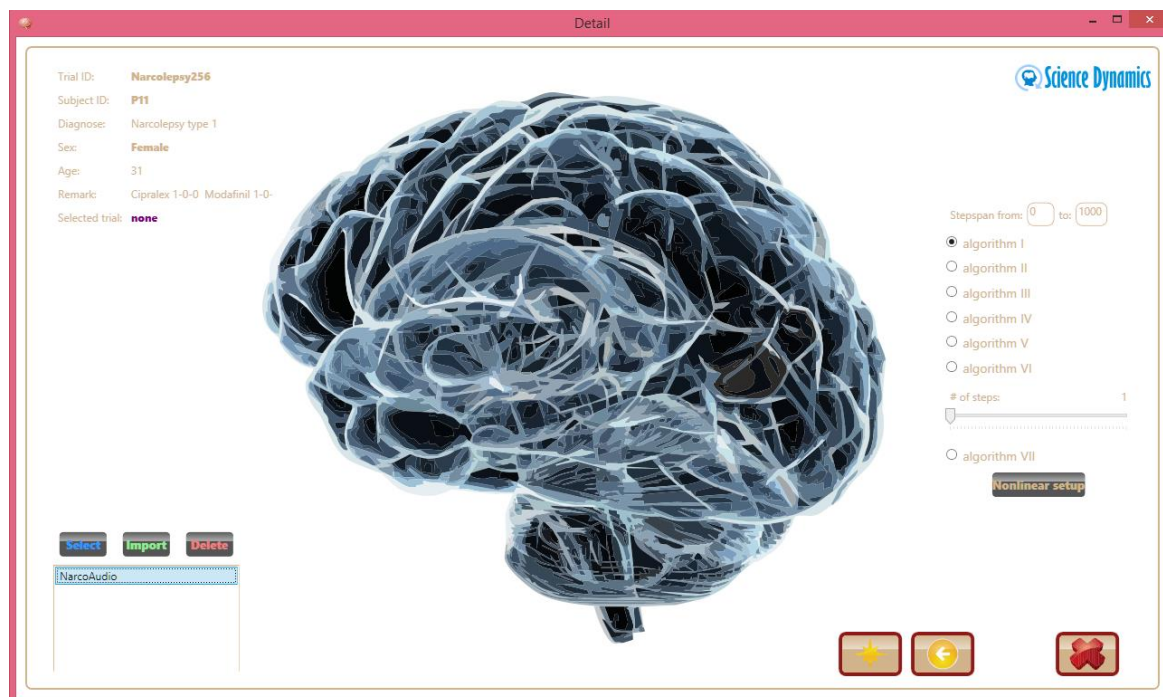 Detail
Science Dynamics
Trial ID: Narcolepsy256
Subject ID: P11
Diagnose: Narcolepsy type 1
Sex: Female
Age: 31
Remark: Cipralex 1-0-0 Modafinil 1-0-
Selected trial: none
Stepspan from: 0 to: 1000
algorithm I
algorithm II
algorithm III
algorithm IV
algorithm V
algorithm VI
# of steps: 1
algorithm VII
Nonlinear setup
Select Import Delete
NarcoAudio